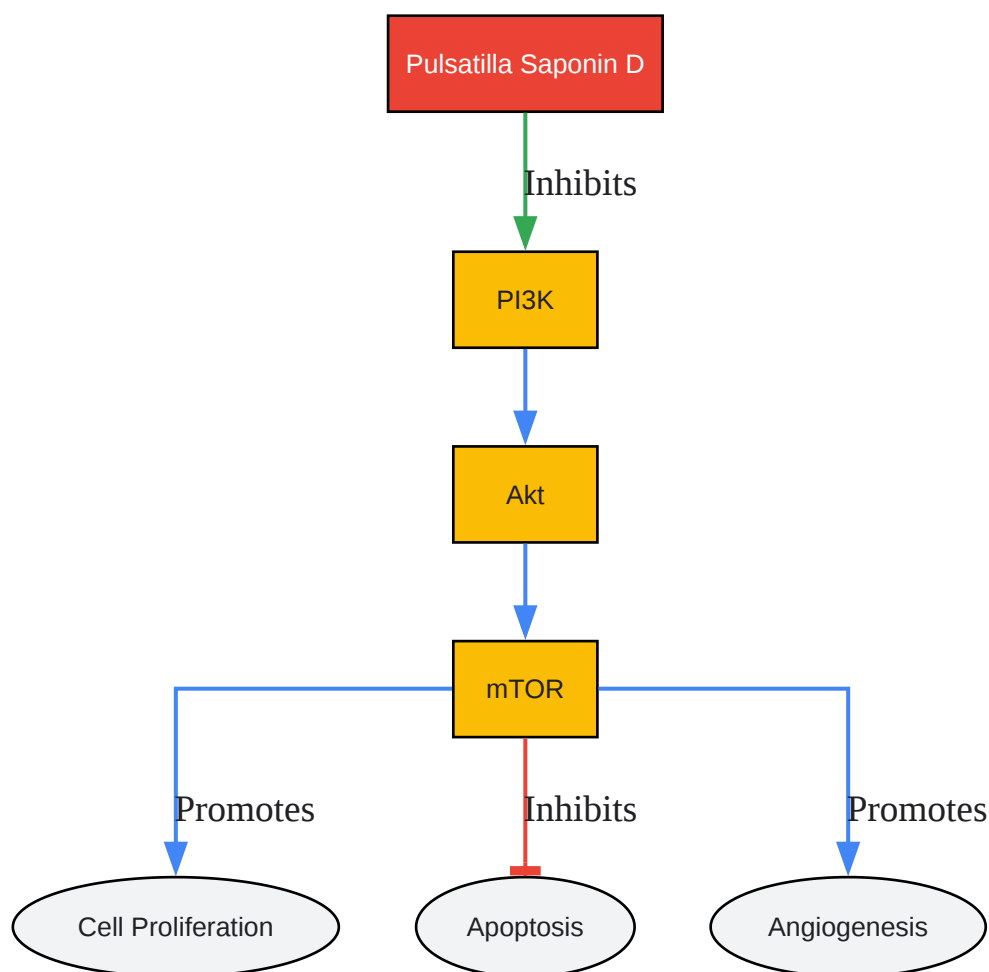 Pulsatilla Saponin D
Inhibits
PI3K
Akt
mTOR
Promotes
Inhibits
Promotes
Cell Proliferation
Apoptosis
Angiogenesis